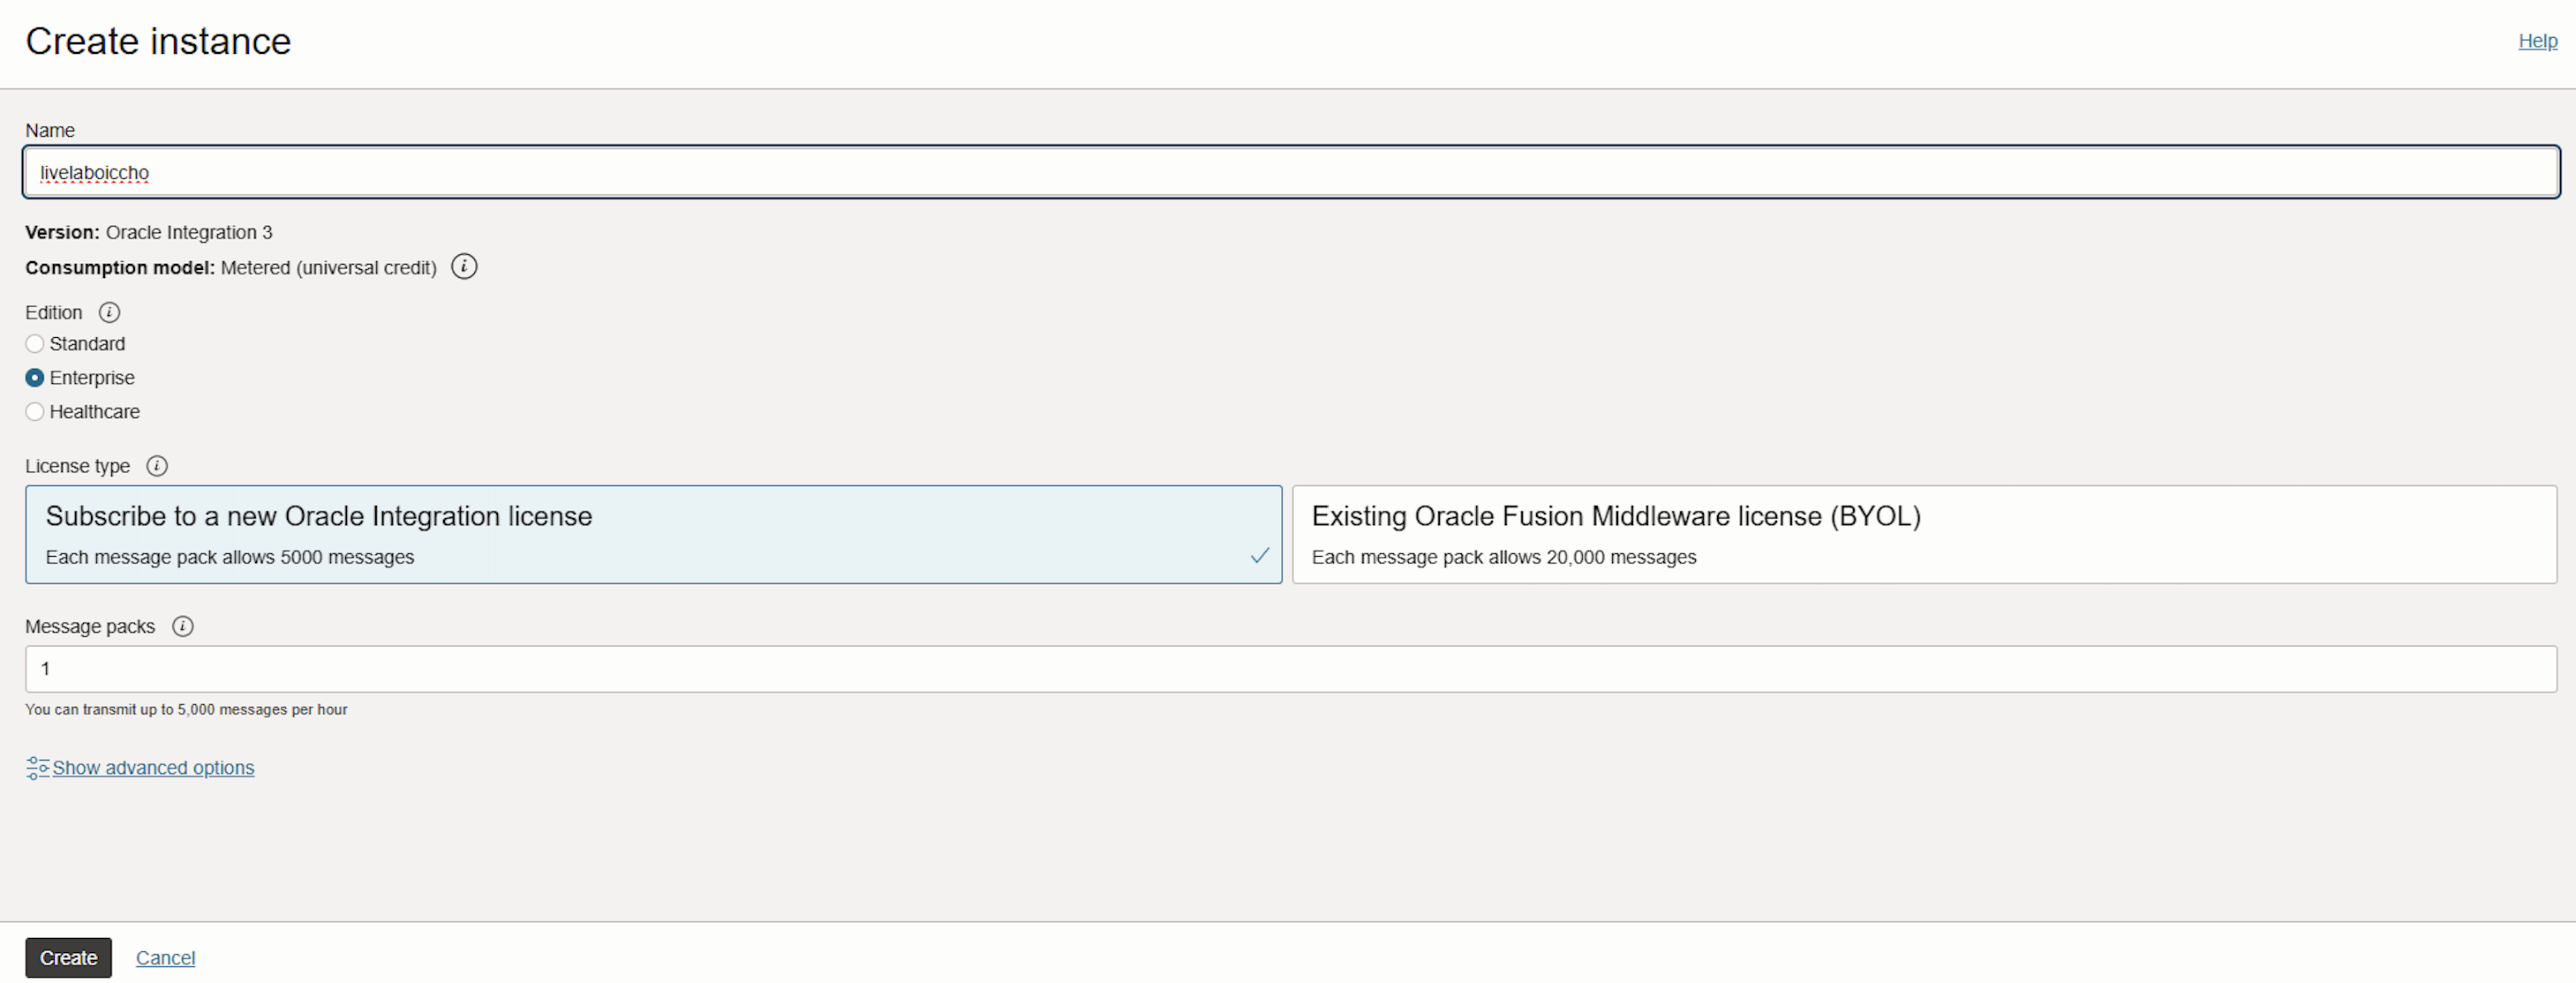 Create instance
Help
Name
livelaboiccho
Version: Oracle Integration 3
Consumption model: Metered (universal credit)
Edition
Standard
Enterprise
Healthcare
License type
Subscribe to a new Oracle Integration license
Each message pack allows 5000 messages
Existing Oracle Fusion Middleware license (BYOL)
Each message pack allows 20,000 messages
Message packs
1
You can transmit up to 5,000 messages per hour
Show advanced options
Create
Cancel